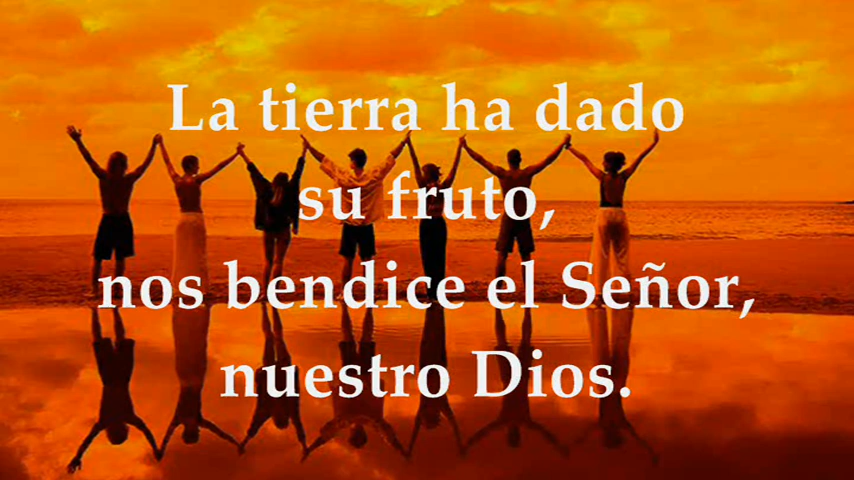 La tierra ha dado
su fruto,
nos bendice el Señor,
nuestro Dios.